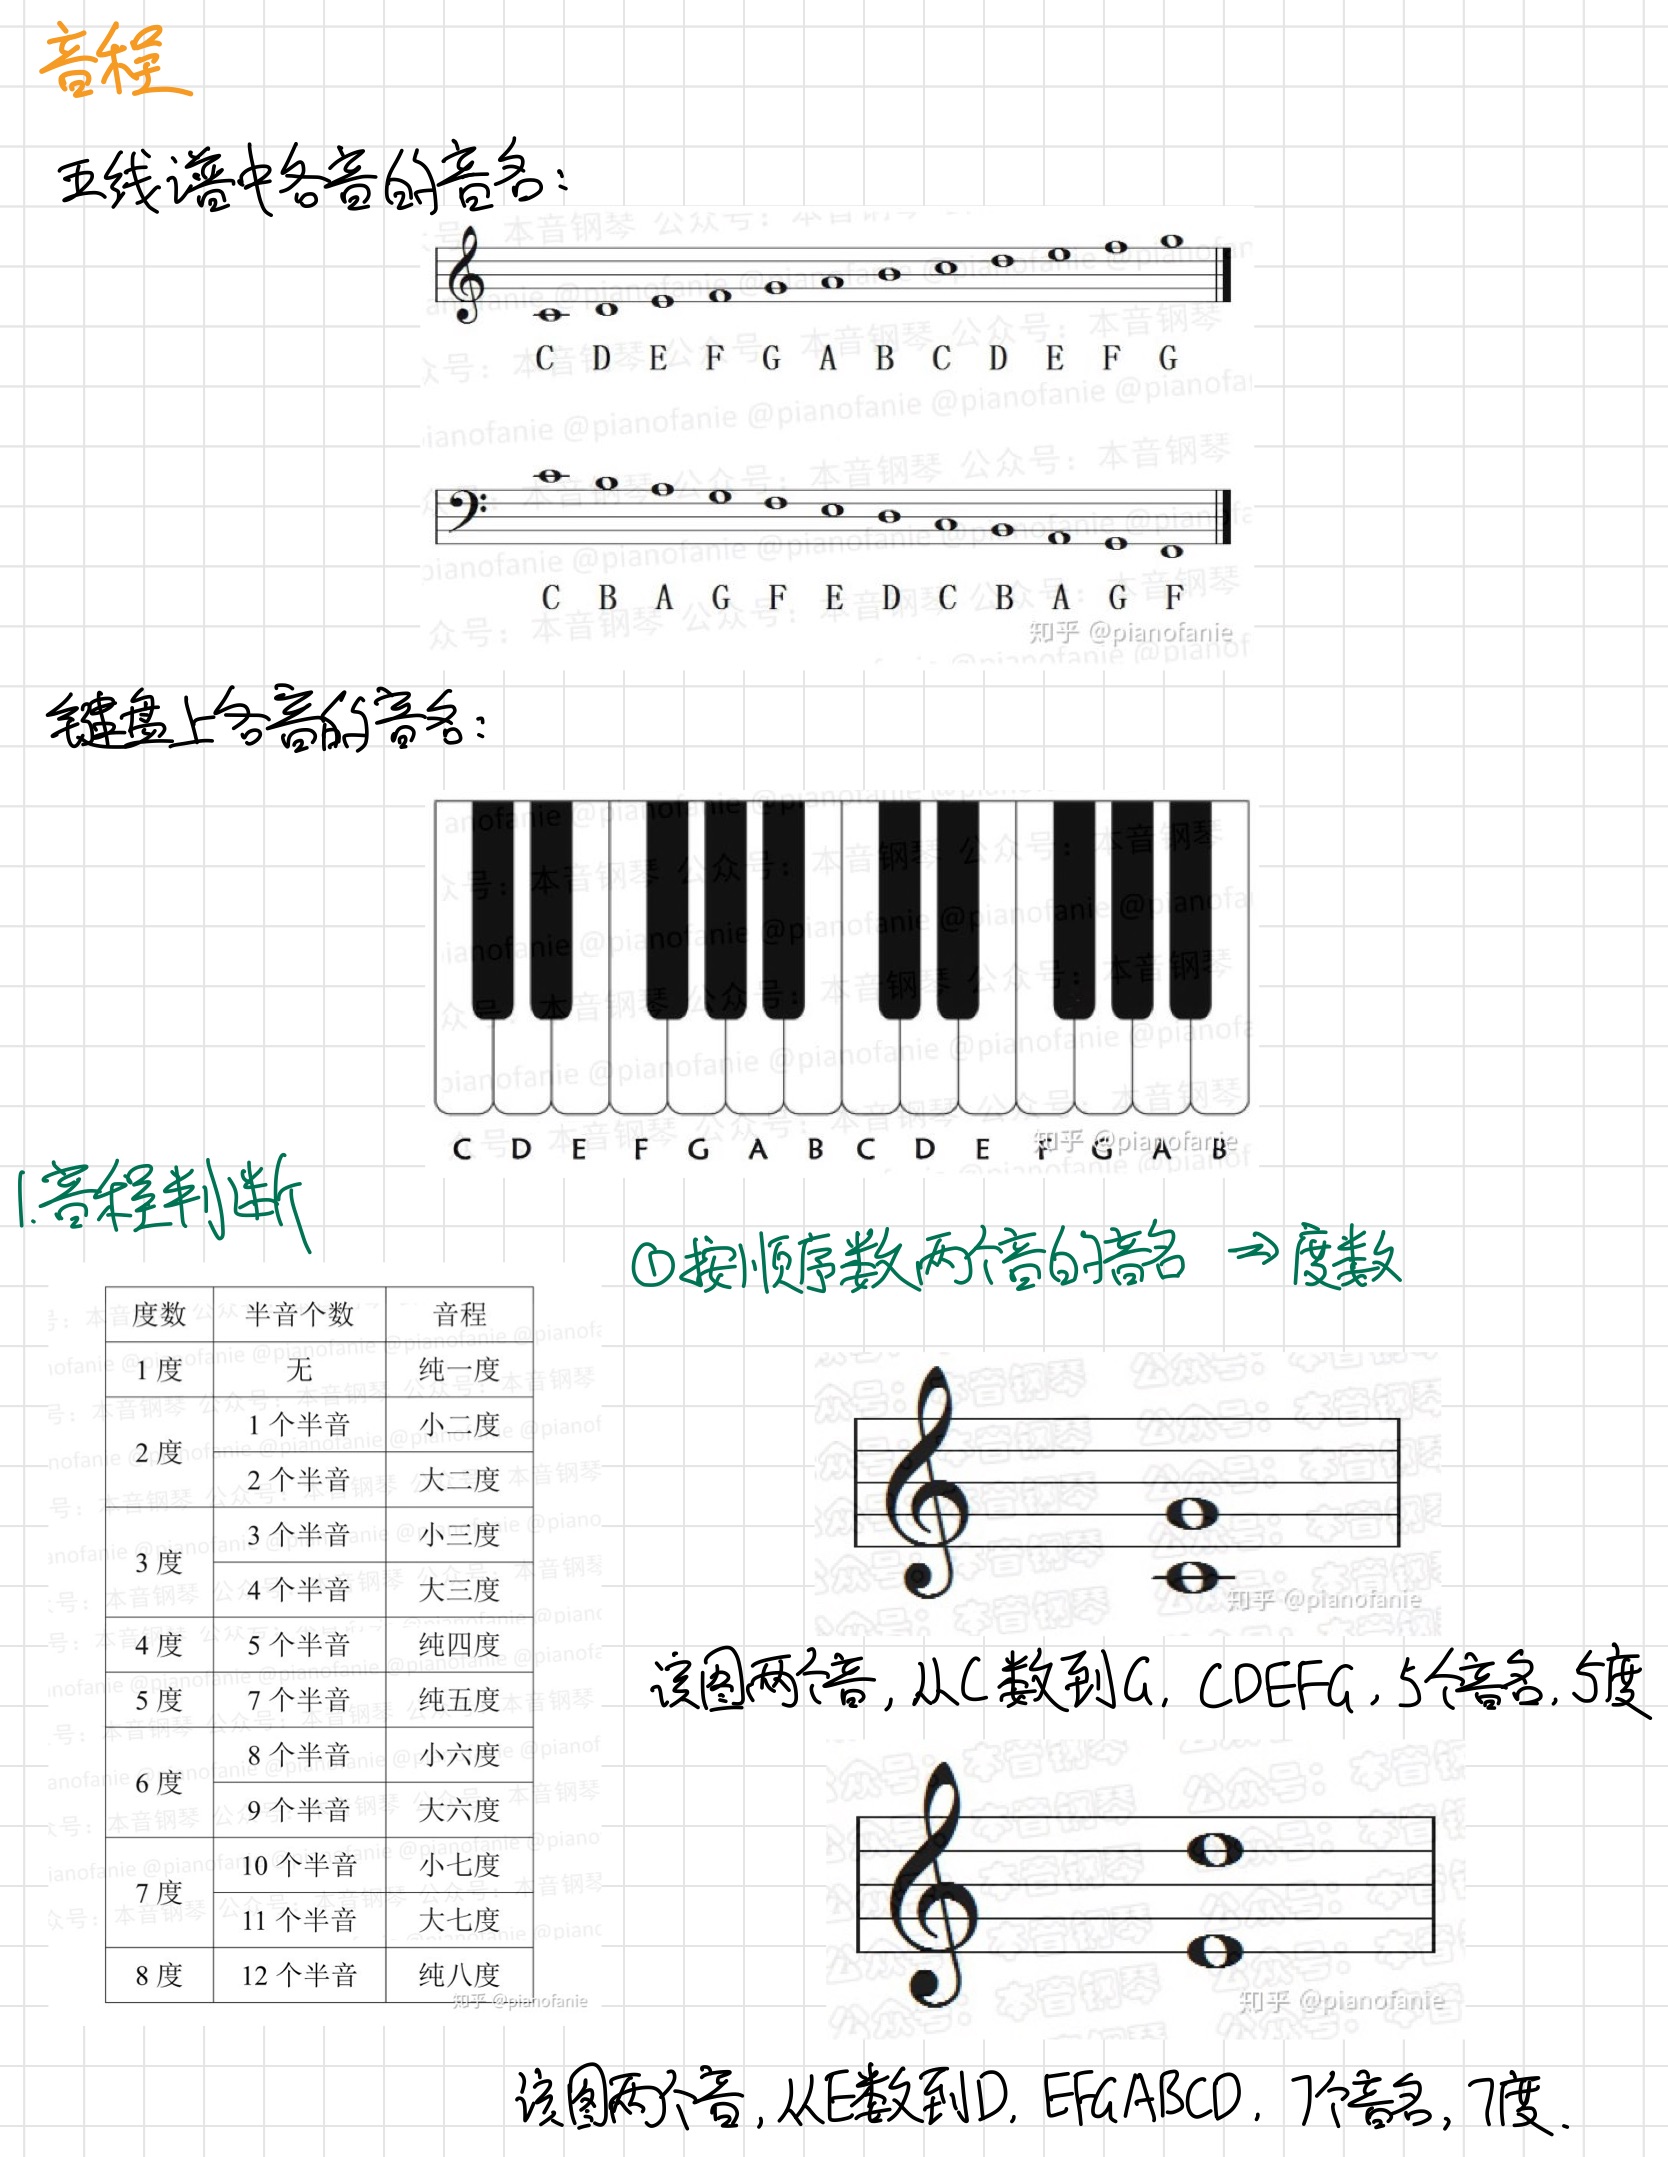 音程
五线谱中各音的音名：
C D E F G A B C D E F G
C B A G F E D C B A G F
知乎 @pianofanie
键盘上各音的音名：
C D E F G A B C D E F G A B
知乎 @pianofanie
1.音程判断
①按顺序数两个音的音名 ⇒ 度数
度数 半音个数 音程
1 度 无 纯一度
2 度 1 个半音 小二度
2 个半音 大二度
3 度 3 个半音 小三度
4 个半音 大三度
4 度 5 个半音 纯四度
5 度 7 个半音 纯五度
6 度 8 个半音 小六度
9 个半音 大六度
7 度 10 个半音 小七度
11 个半音 大七度
8 度 12 个半音 纯八度
知乎 @pianofanie
知乎 @pianofanie
该图两个音，从C数到G，CDEFG，5个音名，5度
知乎 @pianofanie
该图两个音，从E数到D，EFGABCD，7个音名，7度.